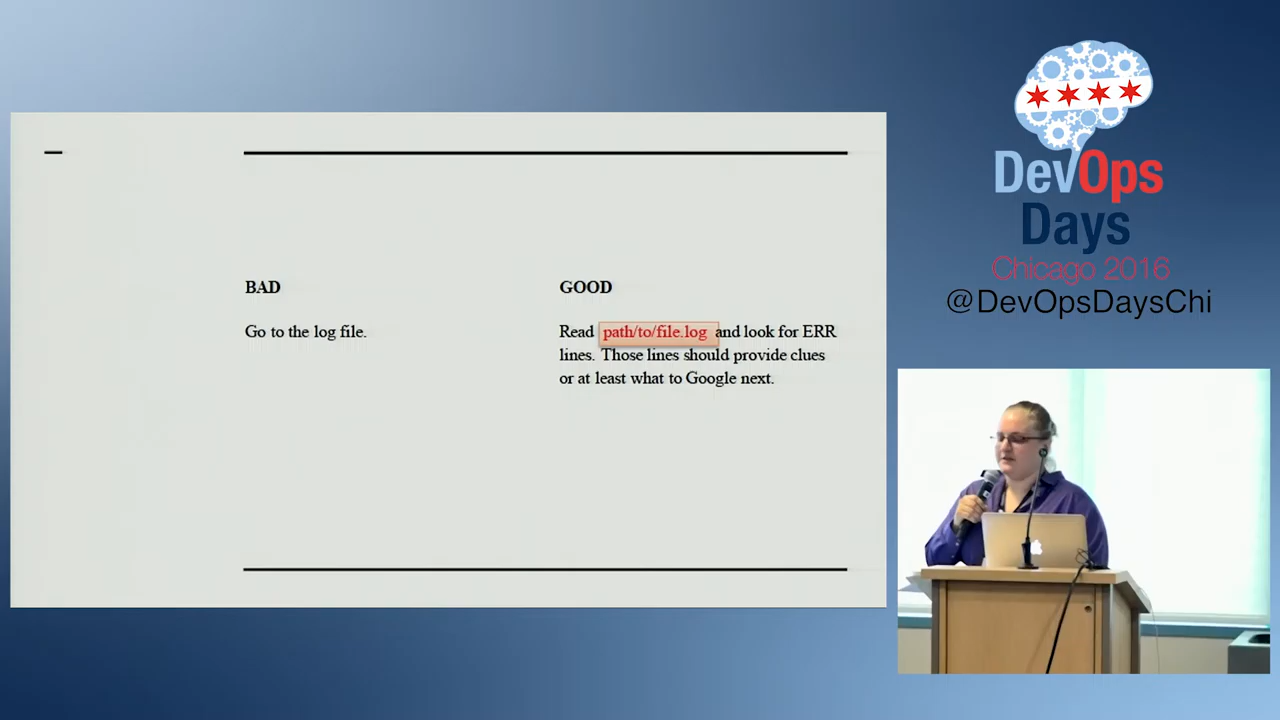 BAD
Go to the log file.
GOOD
Read path/to/file.log and look for ERR
lines. Those lines should provide clues
or at least what to Google next.
DevOps
Days
Chicago 2016
@DevOpsDaysChi